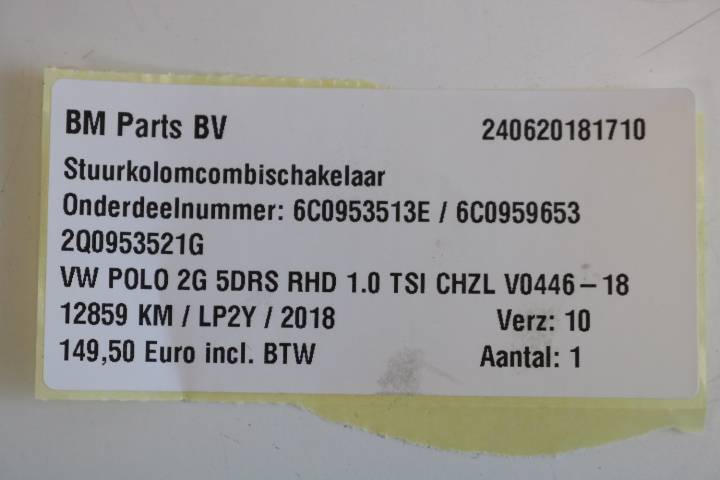 BM Parts BV 240620181710
Stuurkolomcombischakelaar
Onderdeelnummer: 6C0953513E / 6C0959653
2Q0953521G
VW POLO 2G 5DRS RHD 1.0 TSI CHZL V0446-18
12859 KM / LP2Y / 2018 Verz: 10
149,50 Euro incl. BTW Aantal: 1